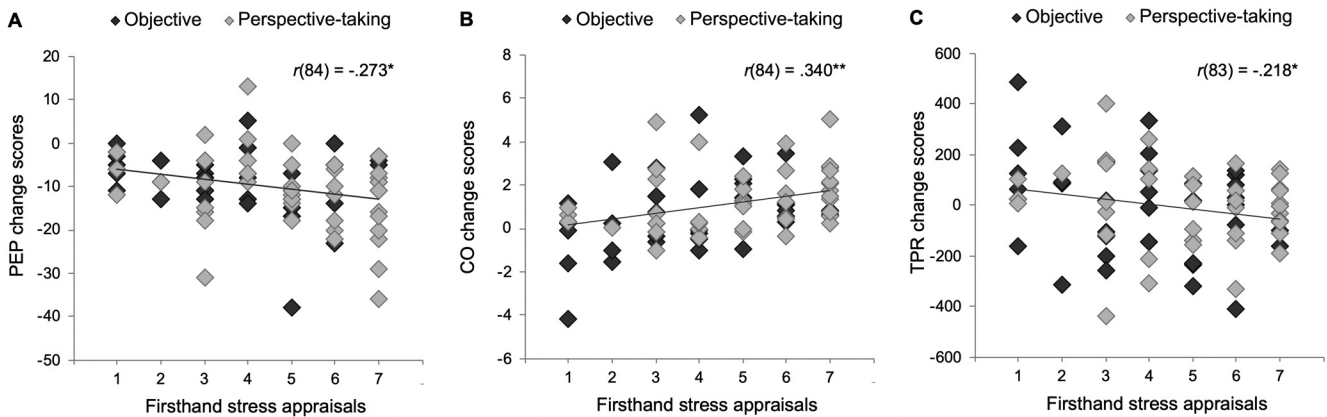 A
Objective Perspective-taking
r(84) = -.273*
PEP change scores
20
10
-0
-10
-20
-30
-40
-50
1 2 3 4 5 6 7
Firsthand stress appraisals
B
Objective Perspective-taking
r(84) = .340**
CO change scores
8
6
4
2
0
-2
-4
-6
1 2 3 4 5 6 7
Firsthand stress appraisals
C
Objective Perspective-taking
r(83) = -.218*
TPR change scores
600
400
200
0
-200
-400
-600
1 2 3 4 5 6 7
Firsthand stress appraisals